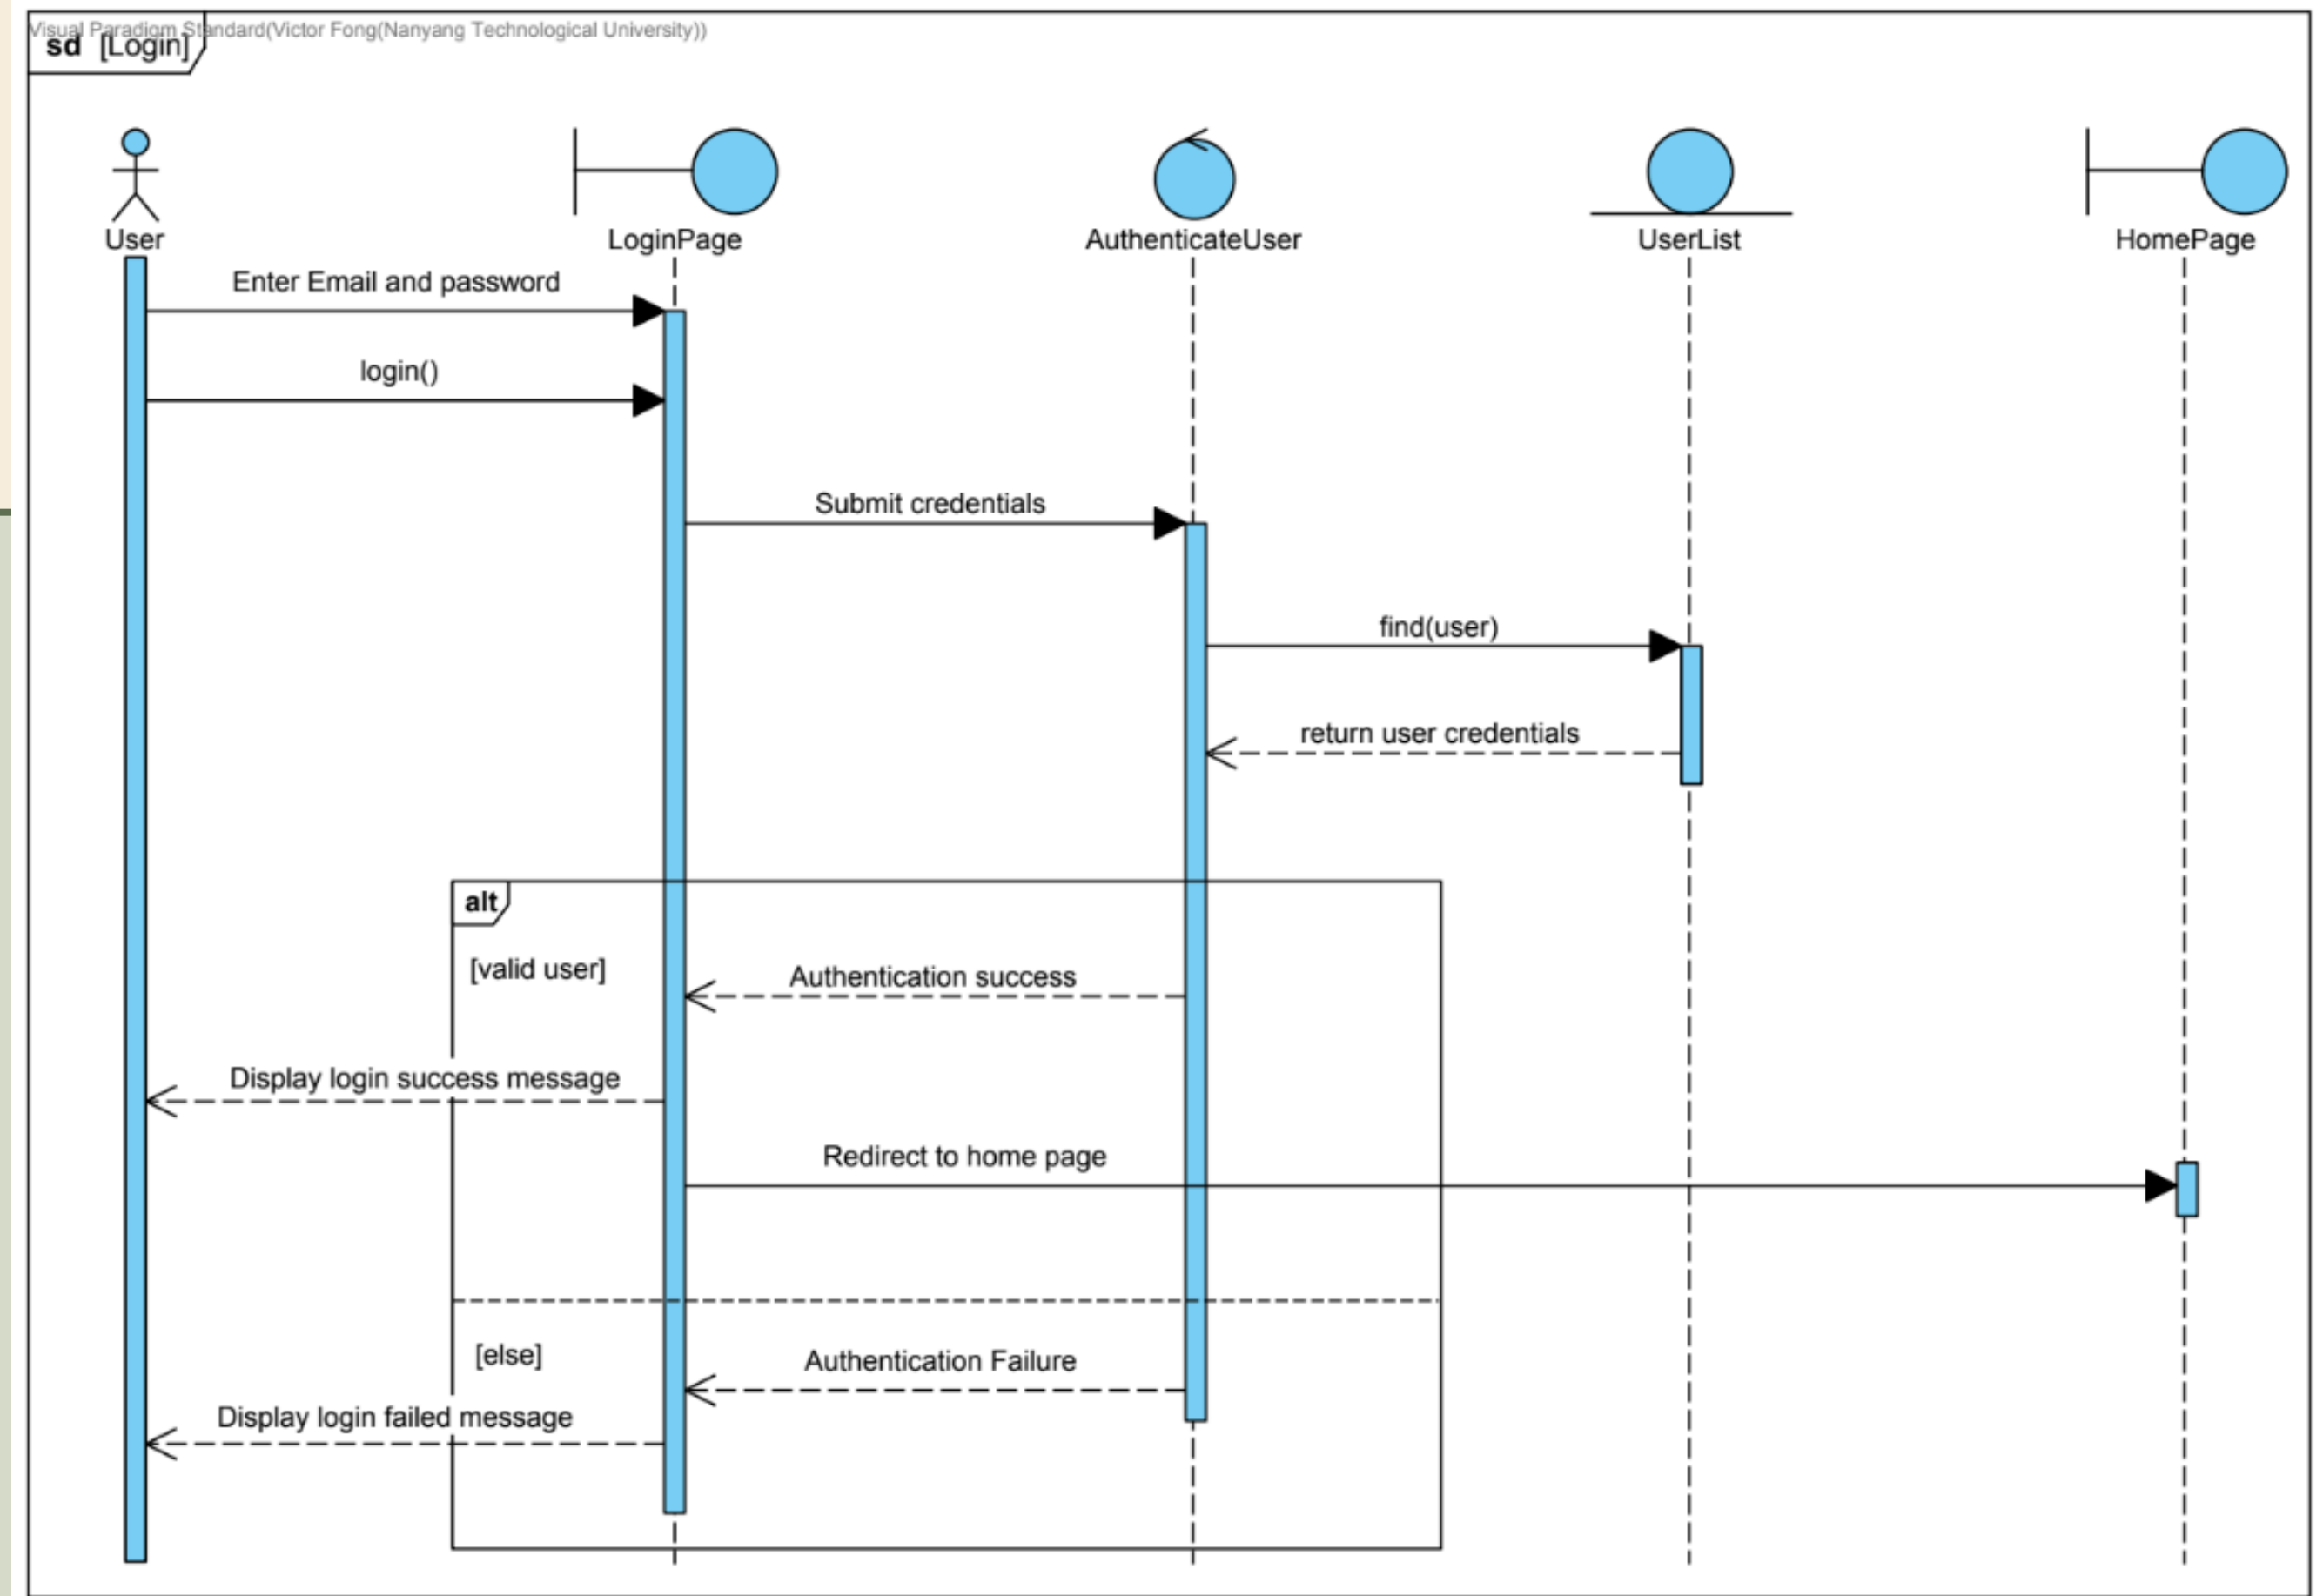 Visual Paradigm Standard(Victor Fong(Nanyang Technological University))
sd [Login]
User
LoginPage
AuthenticateUser
UserList
HomePage
Enter Email and password
login()
Submit credentials
find(user)
return user credentials
alt
[valid user]
Authentication success
Display login success message
Redirect to home page
[else]
Authentication Failure
Display login failed message